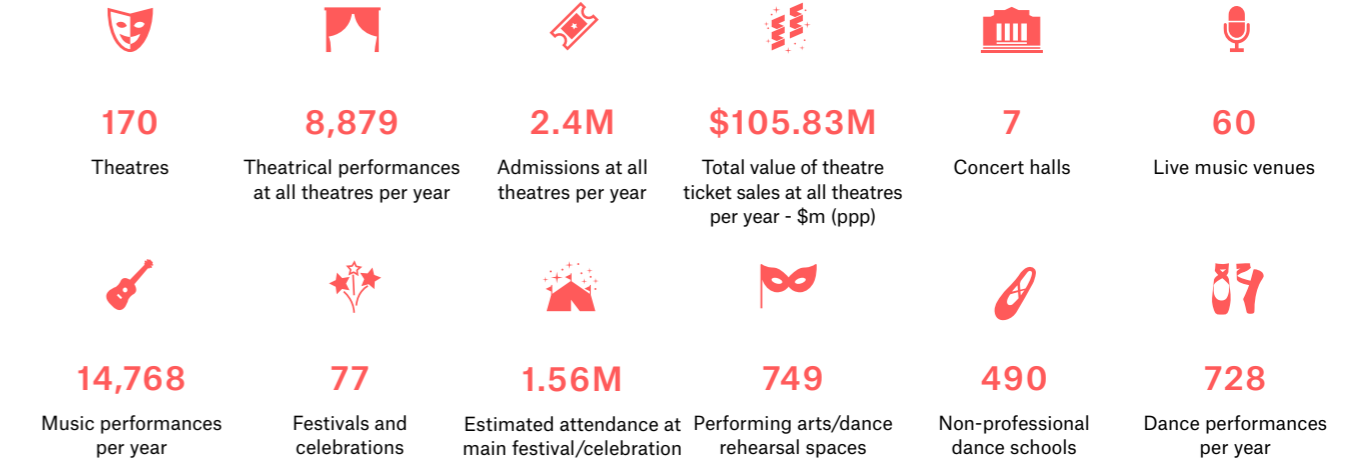 170
Theatres
8,879
Theatrical performances
at all theatres per year
2.4M
Admissions at all
theatres per year
$105.83M
Total value of theatre
ticket sales at all theatres
per year - $m (ppp)
7
Concert halls
60
Live music venues
14,768
Music performances
per year
77
Festivals and
celebrations
1.56M
Estimated attendance at
main festival/celebration
749
Performing arts/dance
rehearsal spaces
490
Non-professional
dance schools
728
Dance performances
per year